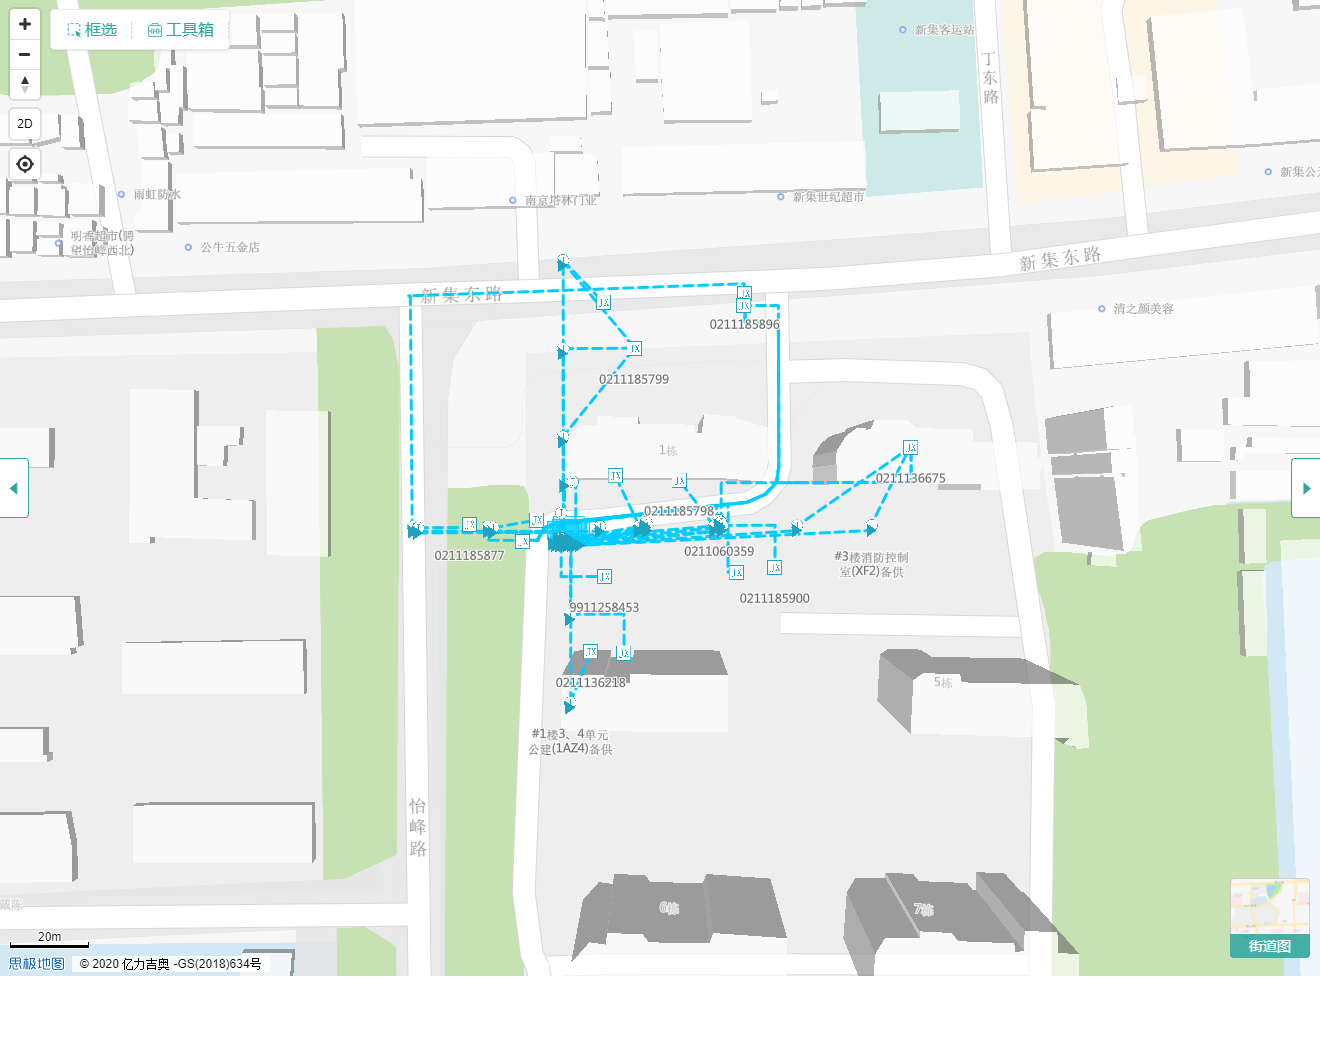 框选
工具箱
2D
新集客运站
丁东路
雨虹防水
南京塔林门业
新集世纪超市
新集公
明香超市(聘
望怡峰西北)
公牛五金店
新集东路
新集东路
清之颜美容
JX
JX
0211185896
JX
JX
0211185799
1栋
JX
0211136675
JX
JX
0211185798
JX
JX
JX
0211185877
0211060359
#3楼消防控制
室(XF2)备供
JX
JX
JX
9911258453
0211185900
JX
JX
0211136218
5栋
#1楼3、4单元
公建(1AZ4)备供
怡峰路
戴陈
6栋
7栋
20m
思极地图
© 2020 亿力吉奥 -GS(2018)634号
街道图